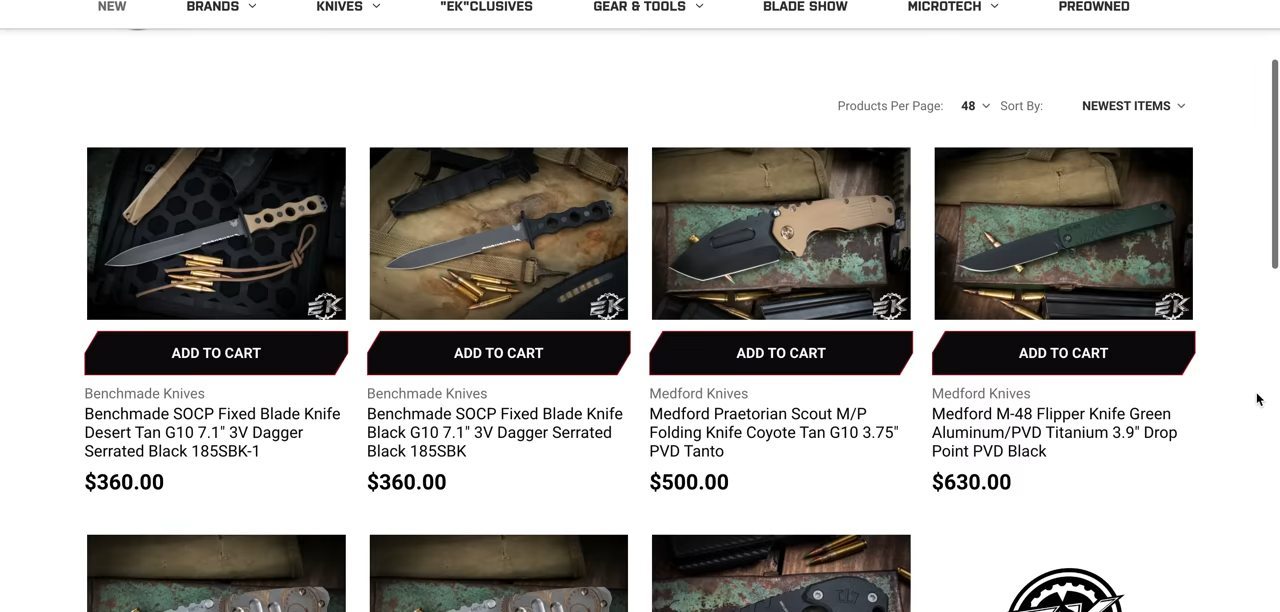 NEW BRANDS KNIVES "EK"CLUSIVES GEAR & TOOLS BLADE SHOW MICROTECH PREOWNED
Products Per Page: 48 Sort By: NEWEST ITEMS
EK
EK
EK
EK
ADD TO CART
ADD TO CART
ADD TO CART
ADD TO CART
Benchmade Knives
Benchmade SOCP Fixed Blade Knife
Desert Tan G10 7.1" 3V Dagger
Serrated Black 185SBK-1
$360.00
Benchmade Knives
Benchmade SOCP Fixed Blade Knife
Black G10 7.1" 3V Dagger Serrated
Black 185SBK
$360.00
Medford Knives
Medford Praetorian Scout M/P
Folding Knife Coyote Tan G10 3.75"
PVD Tanto
$500.00
Medford Knives
Medford M-48 Flipper Knife Green
Aluminum/PVD Titanium 3.9" Drop
Point PVD Black
$630.00